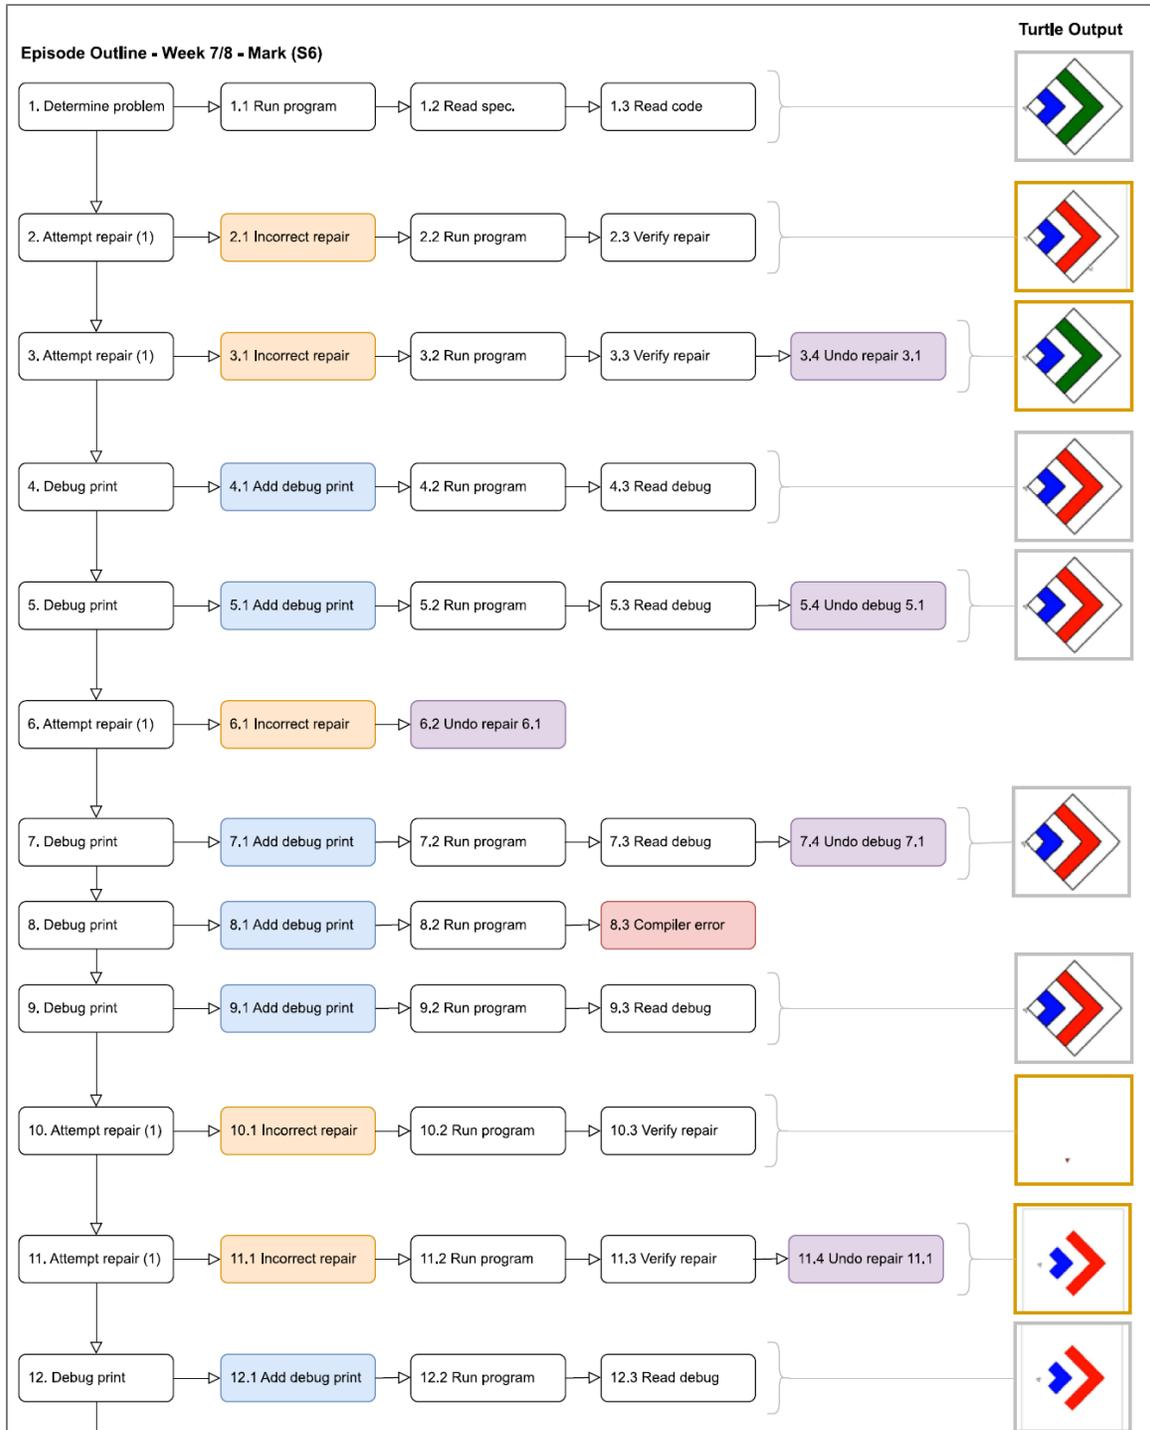 Turtle Output
Episode Outline - Week 7/8 - Mark (S6)
1. Determine problem
1.1 Run program
1.2 Read spec.
1.3 Read code
2. Attempt repair (1)
2.1 Incorrect repair
2.2 Run program
2.3 Verify repair
3. Attempt repair (1)
3.1 Incorrect repair
3.2 Run program
3.3 Verify repair
3.4 Undo repair 3.1
4. Debug print
4.1 Add debug print
4.2 Run program
4.3 Read debug
5. Debug print
5.1 Add debug print
5.2 Run program
5.3 Read debug
5.4 Undo debug 5.1
6. Attempt repair (1)
6.1 Incorrect repair
6.2 Undo repair 6.1
7. Debug print
7.1 Add debug print
7.2 Run program
7.3 Read debug
7.4 Undo debug 7.1
8. Debug print
8.1 Add debug print
8.2 Run program
8.3 Compiler error
9. Debug print
9.1 Add debug print
9.2 Run program
9.3 Read debug
10. Attempt repair (1)
10.1 Incorrect repair
10.2 Run program
10.3 Verify repair
11. Attempt repair (1)
11.1 Incorrect repair
11.2 Run program
11.3 Verify repair
11.4 Undo repair 11.1
12. Debug print
12.1 Add debug print
12.2 Run program
12.3 Read debug